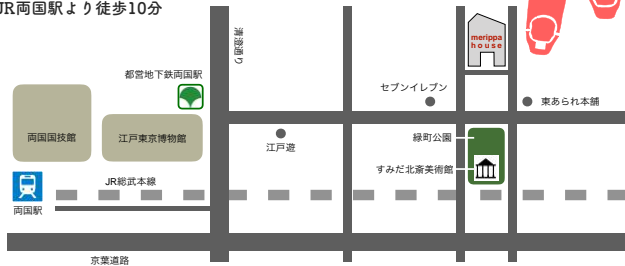 JR両国駅より徒歩10分
清澄通り
merippa
house
都営地下鉄両国駅
セブンイレブン
東あられ本舗
両国国技館
江戸東京博物館
江戸遊
緑町公園
すみだ北斎美術館
JR総武本線
両国駅
京葉道路